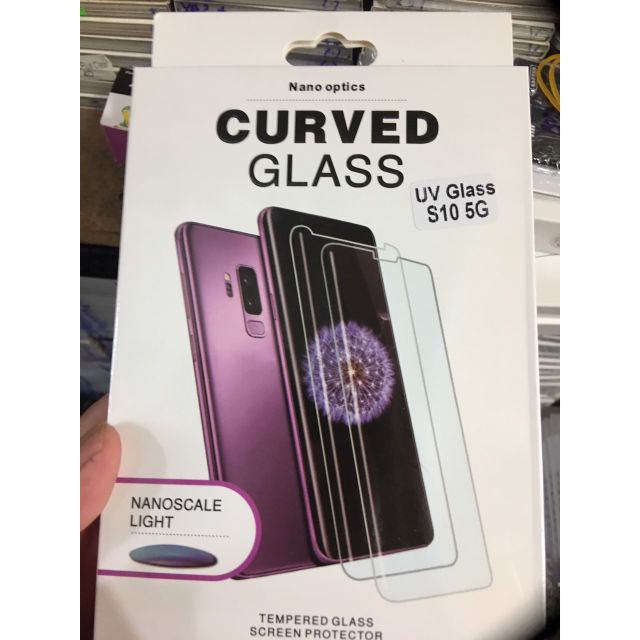 Nano optics
CURVED
GLASS
UV Glass
S10 5G
NANOSCALE
LIGHT
TEMPERED GLASS
SCREEN PROTECTOR